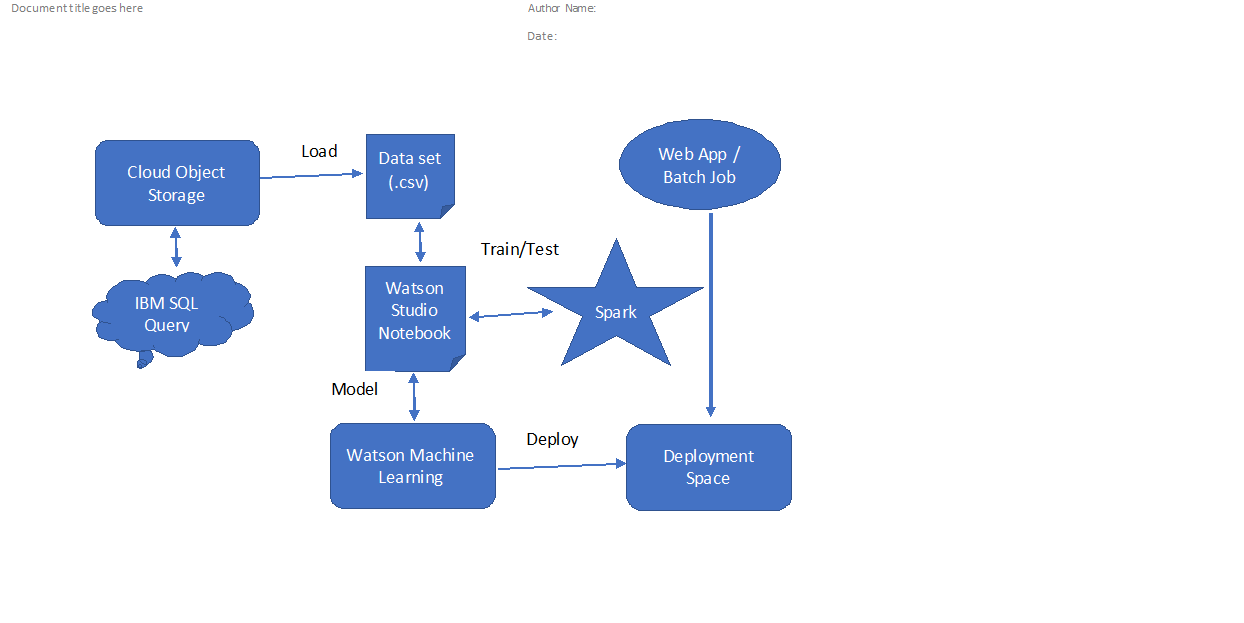 Document title goes here
Author Name:
Date:
Load
Cloud Object
Storage
Data set
(.csv)
Web App /
Batch Job
IBM SQL
Query
Train/Test
Watson
Studio
Notebook
Spark
Model
Watson Machine
Learning
Deploy
Deployment
Space